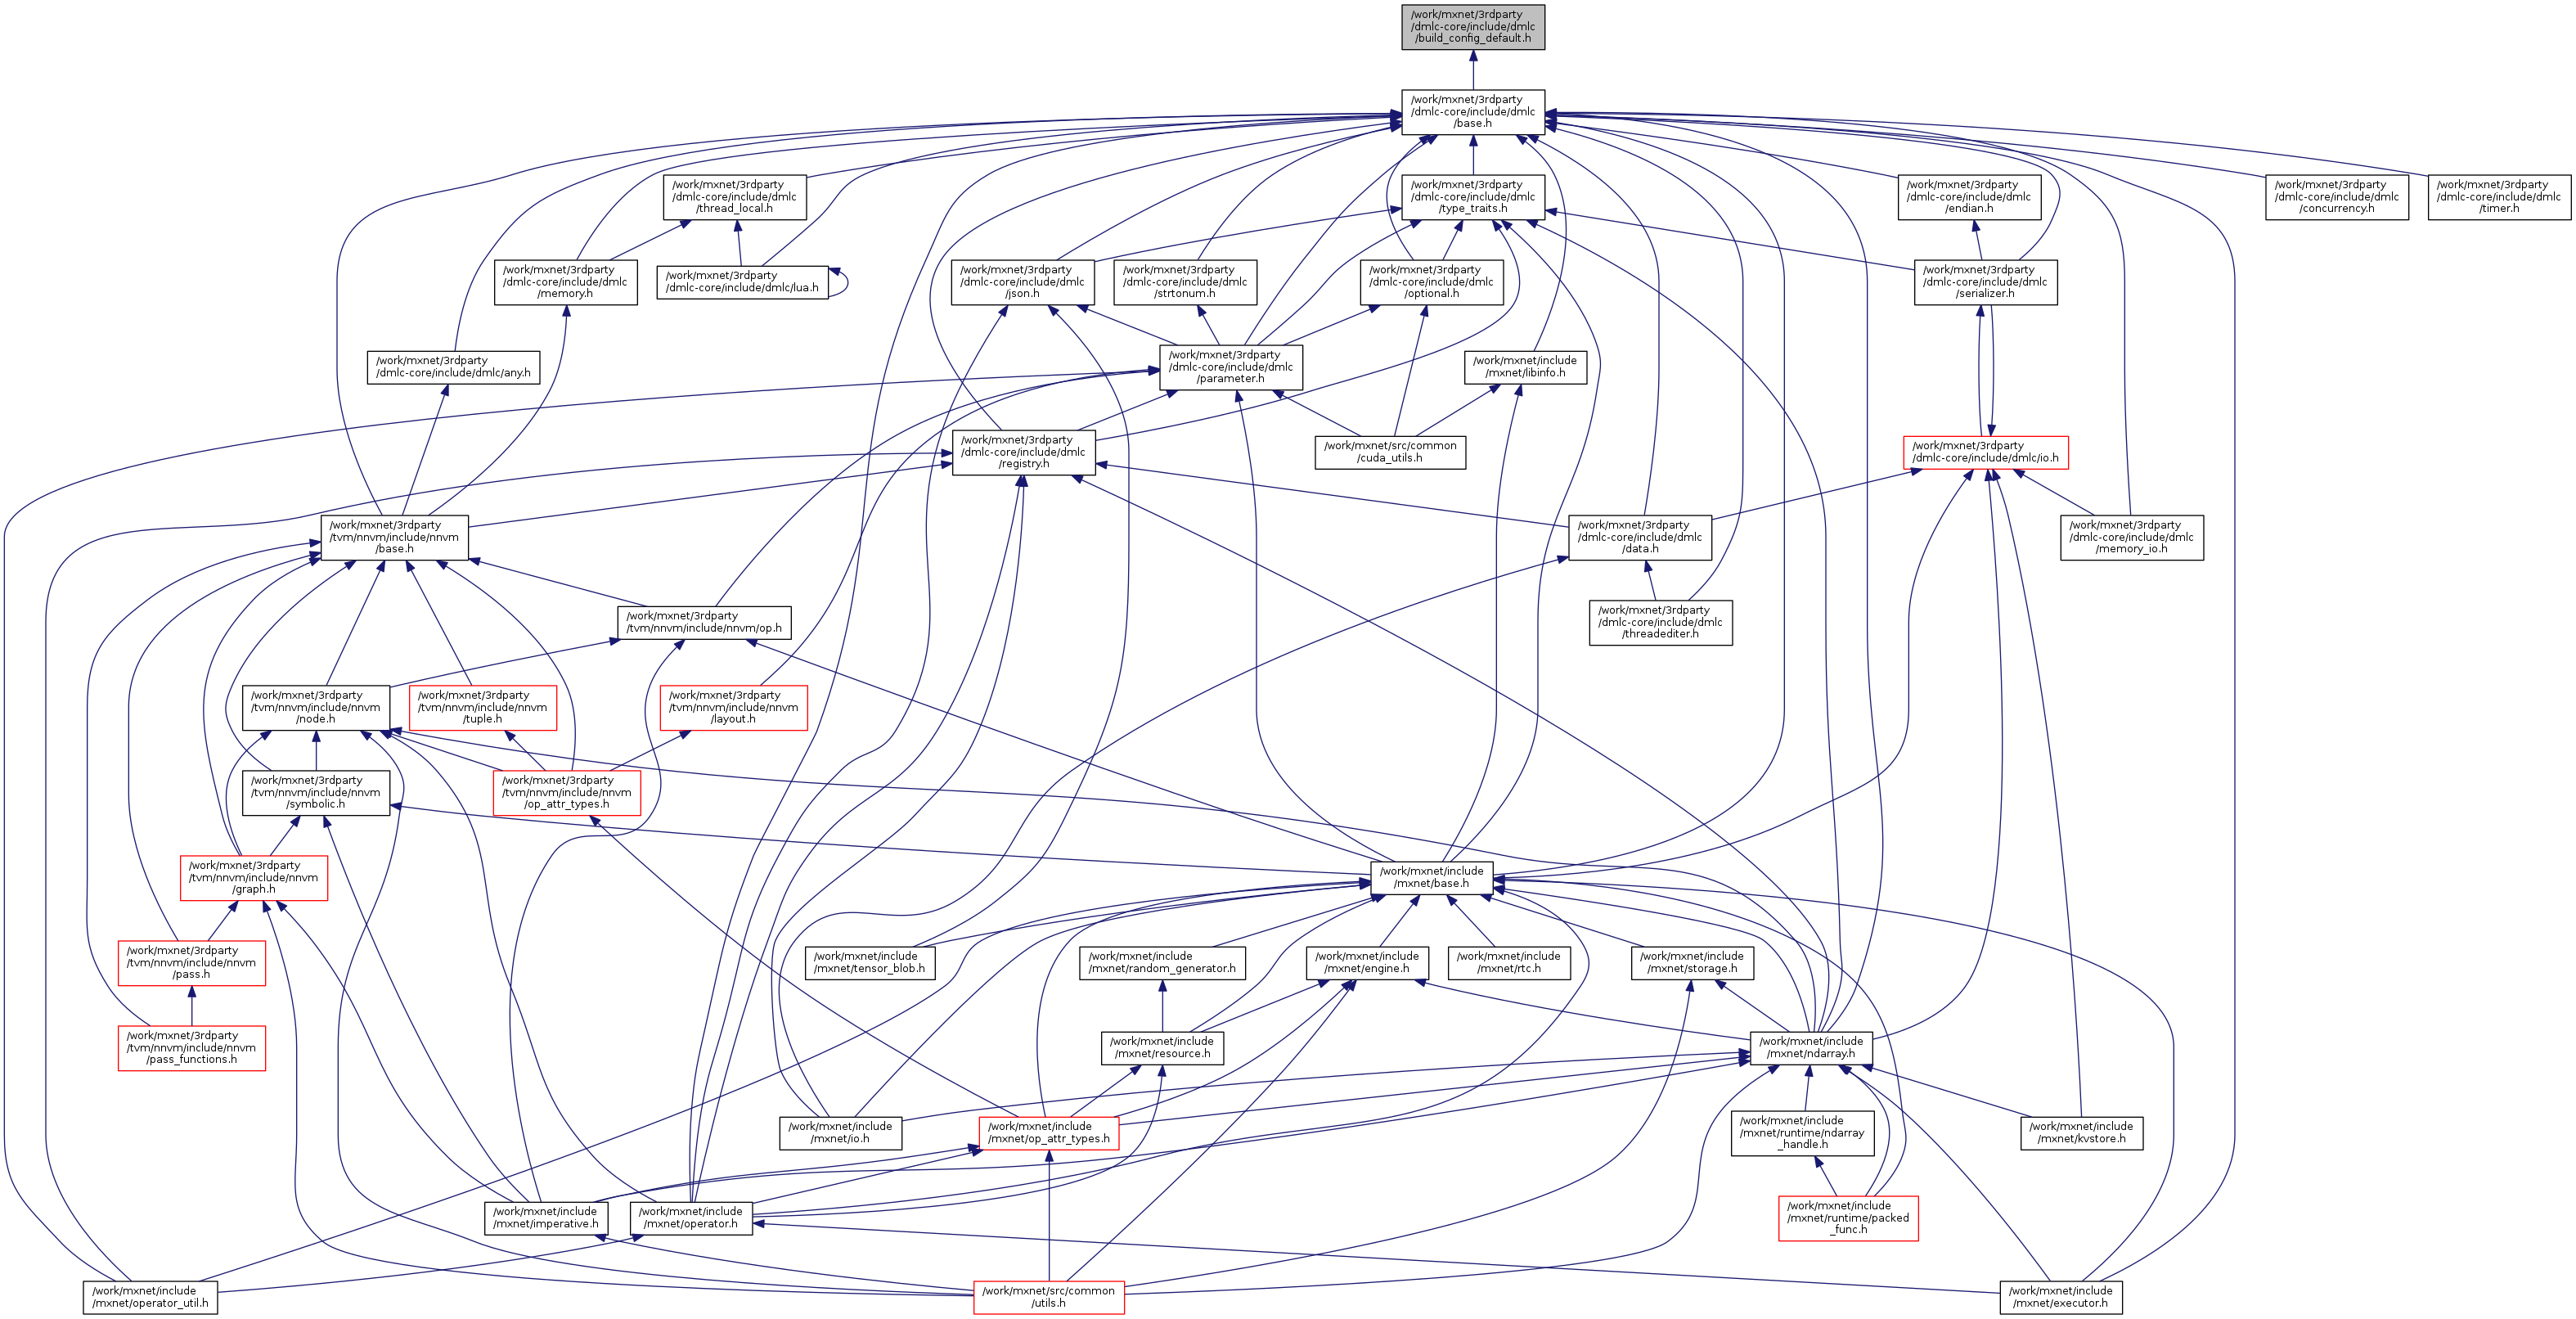 /work/mxnet/3rdparty
/dmlc-core/include/dmlc
/build_config_default.h
/work/mxnet/3rdparty
/dmlc-core/include/dmlc
/base.h
/work/mxnet/3rdparty
/dmlc-core/include/dmlc
/thread_local.h
/work/mxnet/3rdparty
/dmlc-core/include/dmlc
/type_traits.h
/work/mxnet/3rdparty
/dmlc-core/include/dmlc
/endian.h
/work/mxnet/3rdparty
/dmlc-core/include/dmlc
/concurrency.h
/work/mxnet/3rdparty
/dmlc-core/include/dmlc
/timer.h
/work/mxnet/3rdparty
/dmlc-core/include/dmlc
/memory.h
/work/mxnet/3rdparty
/dmlc-core/include/dmlc/lua.h
/work/mxnet/3rdparty
/dmlc-core/include/dmlc
/json.h
/work/mxnet/3rdparty
/dmlc-core/include/dmlc
/strtonum.h
/work/mxnet/3rdparty
/dmlc-core/include/dmlc
/optional.h
/work/mxnet/3rdparty
/dmlc-core/include/dmlc
/serializer.h
/work/mxnet/3rdparty
/dmlc-core/include/dmlc/any.h
/work/mxnet/3rdparty
/dmlc-core/include/dmlc
/parameter.h
/work/mxnet/include
/mxnet/libinfo.h
/work/mxnet/3rdparty
/dmlc-core/include/dmlc
/registry.h
/work/mxnet/src/common
/cuda_utils.h
/work/mxnet/3rdparty
/dmlc-core/include/dmlc/io.h
/work/mxnet/3rdparty
/tvm/nnvm/include/nnvm
/base.h
/work/mxnet/3rdparty
/dmlc-core/include/dmlc
/data.h
/work/mxnet/3rdparty
/dmlc-core/include/dmlc
/memory_io.h
/work/mxnet/3rdparty
/tvm/nnvm/include/nnvm/op.h
/work/mxnet/3rdparty
/dmlc-core/include/dmlc
/threadediter.h
/work/mxnet/3rdparty
/tvm/nnvm/include/nnvm
/node.h
/work/mxnet/3rdparty
/tvm/nnvm/include/nnvm
/tuple.h
/work/mxnet/3rdparty
/tvm/nnvm/include/nnvm
/layout.h
/work/mxnet/3rdparty
/tvm/nnvm/include/nnvm
/symbolic.h
/work/mxnet/3rdparty
/tvm/nnvm/include/nnvm
/op_attr_types.h
/work/mxnet/3rdparty
/tvm/nnvm/include/nnvm
/graph.h
/work/mxnet/include
/mxnet/base.h
/work/mxnet/3rdparty
/tvm/nnvm/include/nnvm
/pass.h
/work/mxnet/include
/mxnet/tensor_blob.h
/work/mxnet/include
/mxnet/random_generator.h
/work/mxnet/include
/mxnet/engine.h
/work/mxnet/include
/mxnet/rtc.h
/work/mxnet/include
/mxnet/storage.h
/work/mxnet/3rdparty
/tvm/nnvm/include/nnvm
/pass_functions.h
/work/mxnet/include
/mxnet/resource.h
/work/mxnet/include
/mxnet/ndarray.h
/work/mxnet/include
/mxnet/io.h
/work/mxnet/include
/mxnet/op_attr_types.h
/work/mxnet/include
/mxnet/runtime/ndarray
_handle.h
/work/mxnet/include
/mxnet/kvstore.h
/work/mxnet/include
/mxnet/imperative.h
/work/mxnet/include
/mxnet/operator.h
/work/mxnet/include
/mxnet/runtime/packed
_func.h
/work/mxnet/include
/mxnet/operator_util.h
/work/mxnet/src/common
/utils.h
/work/mxnet/include
/mxnet/executor.h